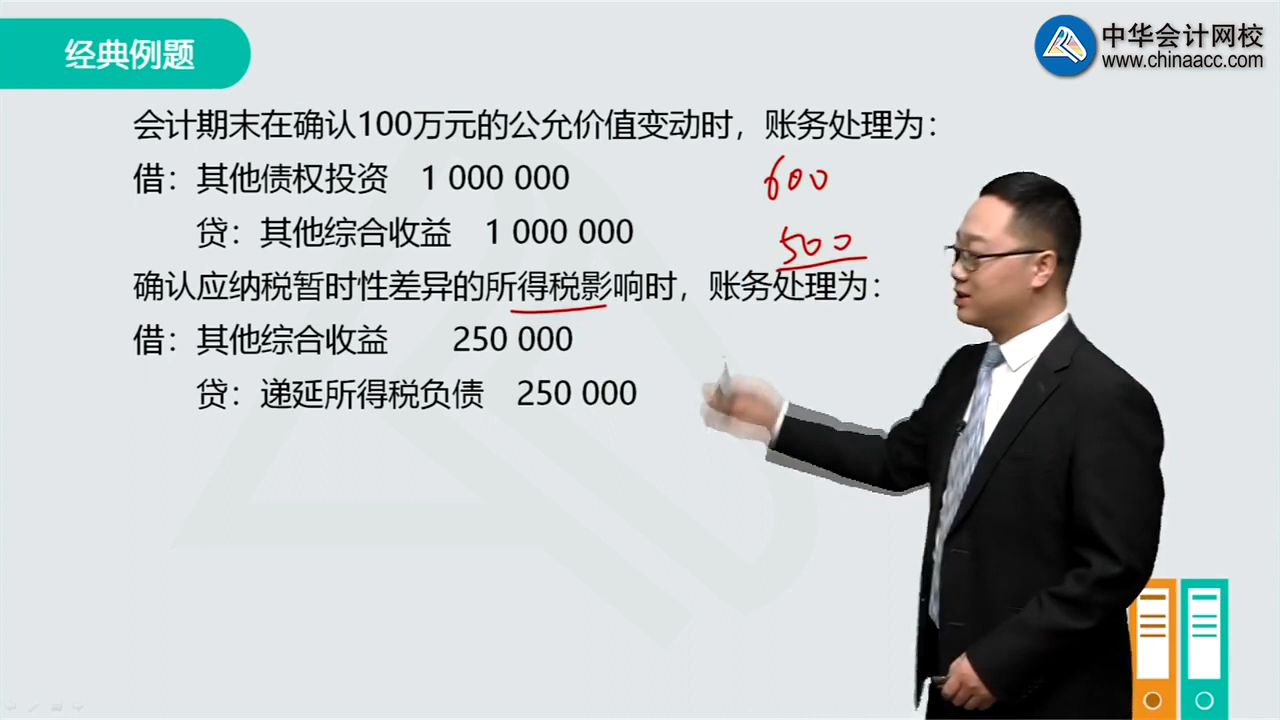 经典例题
中华会计网校
www.chinaacc.com
会计期末在确认100万元的公允价值变动时，账务处理为：
借：其他债权投资 1 000 000
600
贷：其他综合收益 1 000 000
500
确认应纳税暂时性差异的所得税影响时，账务处理为：
借：其他综合收益 250 000
贷：递延所得税负债 250 000